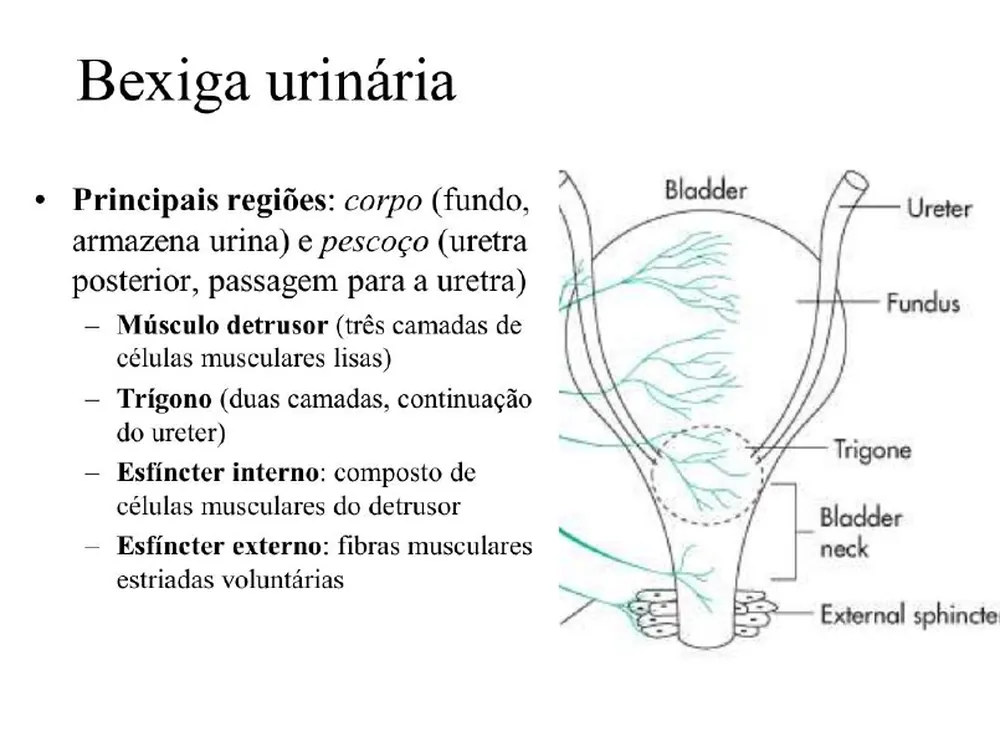 Bexiga urinária
• Principais regiões: corpo (fundo,
armazena urina) e pescoço (uretra
posterior, passagem para a uretra)
– Músculo detrusor (três camadas de
células musculares lisas)
– Trígono (duas camadas, continuação
do ureter)
– Esfíncter interno: composto de
células musculares do detrusor
– Esfíncter externo: fibras musculares
estriadas voluntárias
Bladder
Ureter
Fundus
Trigone
Bladder
neck
External sphincte